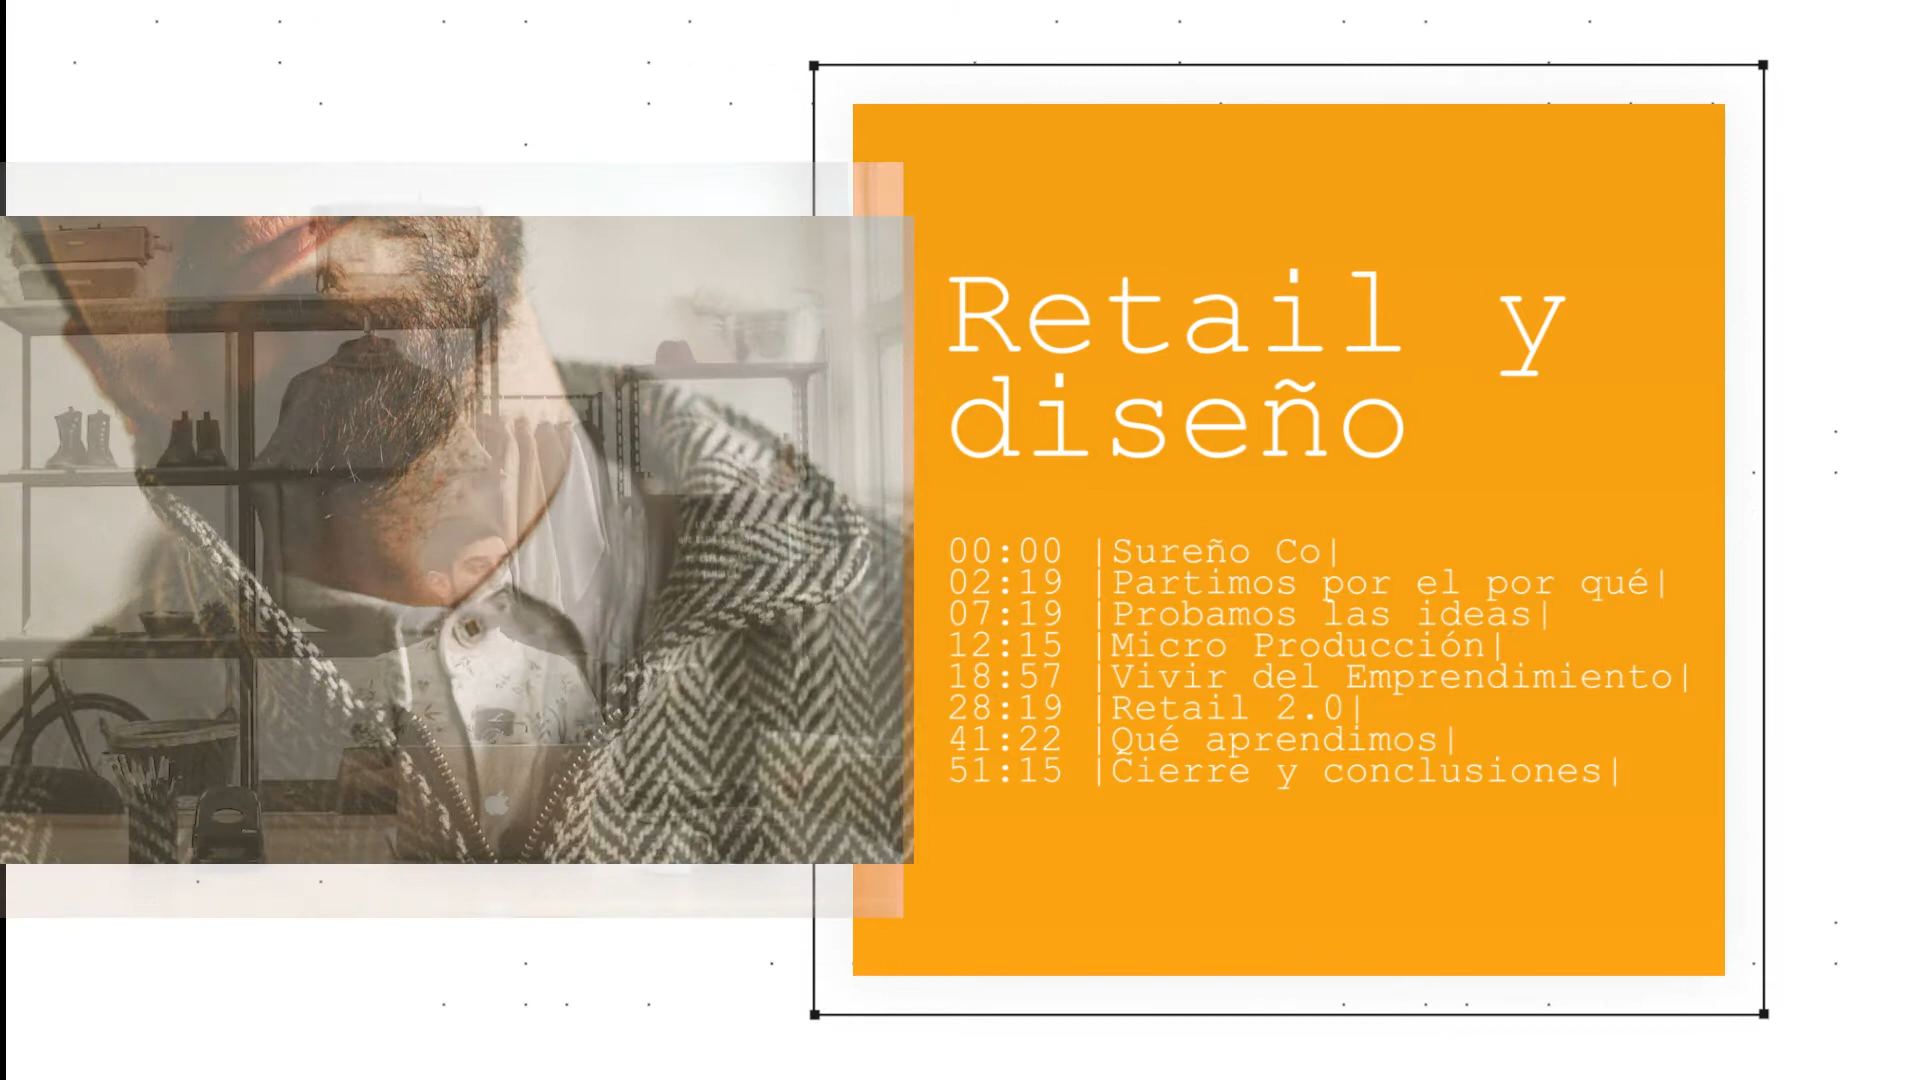 Retail y
diseño
00:00 |Sureño Co|
02:19 |Partimos por el por qué|
07:19 |Probamos las ideas|
12:15 |Micro Producción|
18:57 |Vivir del Emprendimiento|
28:19 |Retail 2.0|
41:22 |Qué aprendimos|
51:15 |Cierre y conclusiones|